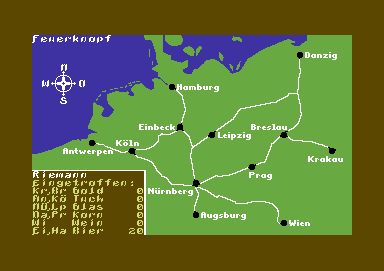 Feuerknopf
Danzig
N
W O
S
Hamburg
Einbeck
Leipzig
Breslau
Köln
Antwerpen
Krakau
Prag
Nürnberg
Augsburg
Wien
Riemann
Eingetroffen:
Kr,Br Gold 0
An,Kö Tuch 0
Nü,Lp Glas 0
Da,Pr Korn 0
Wi Wein 0
Ei,Ha Bier 20